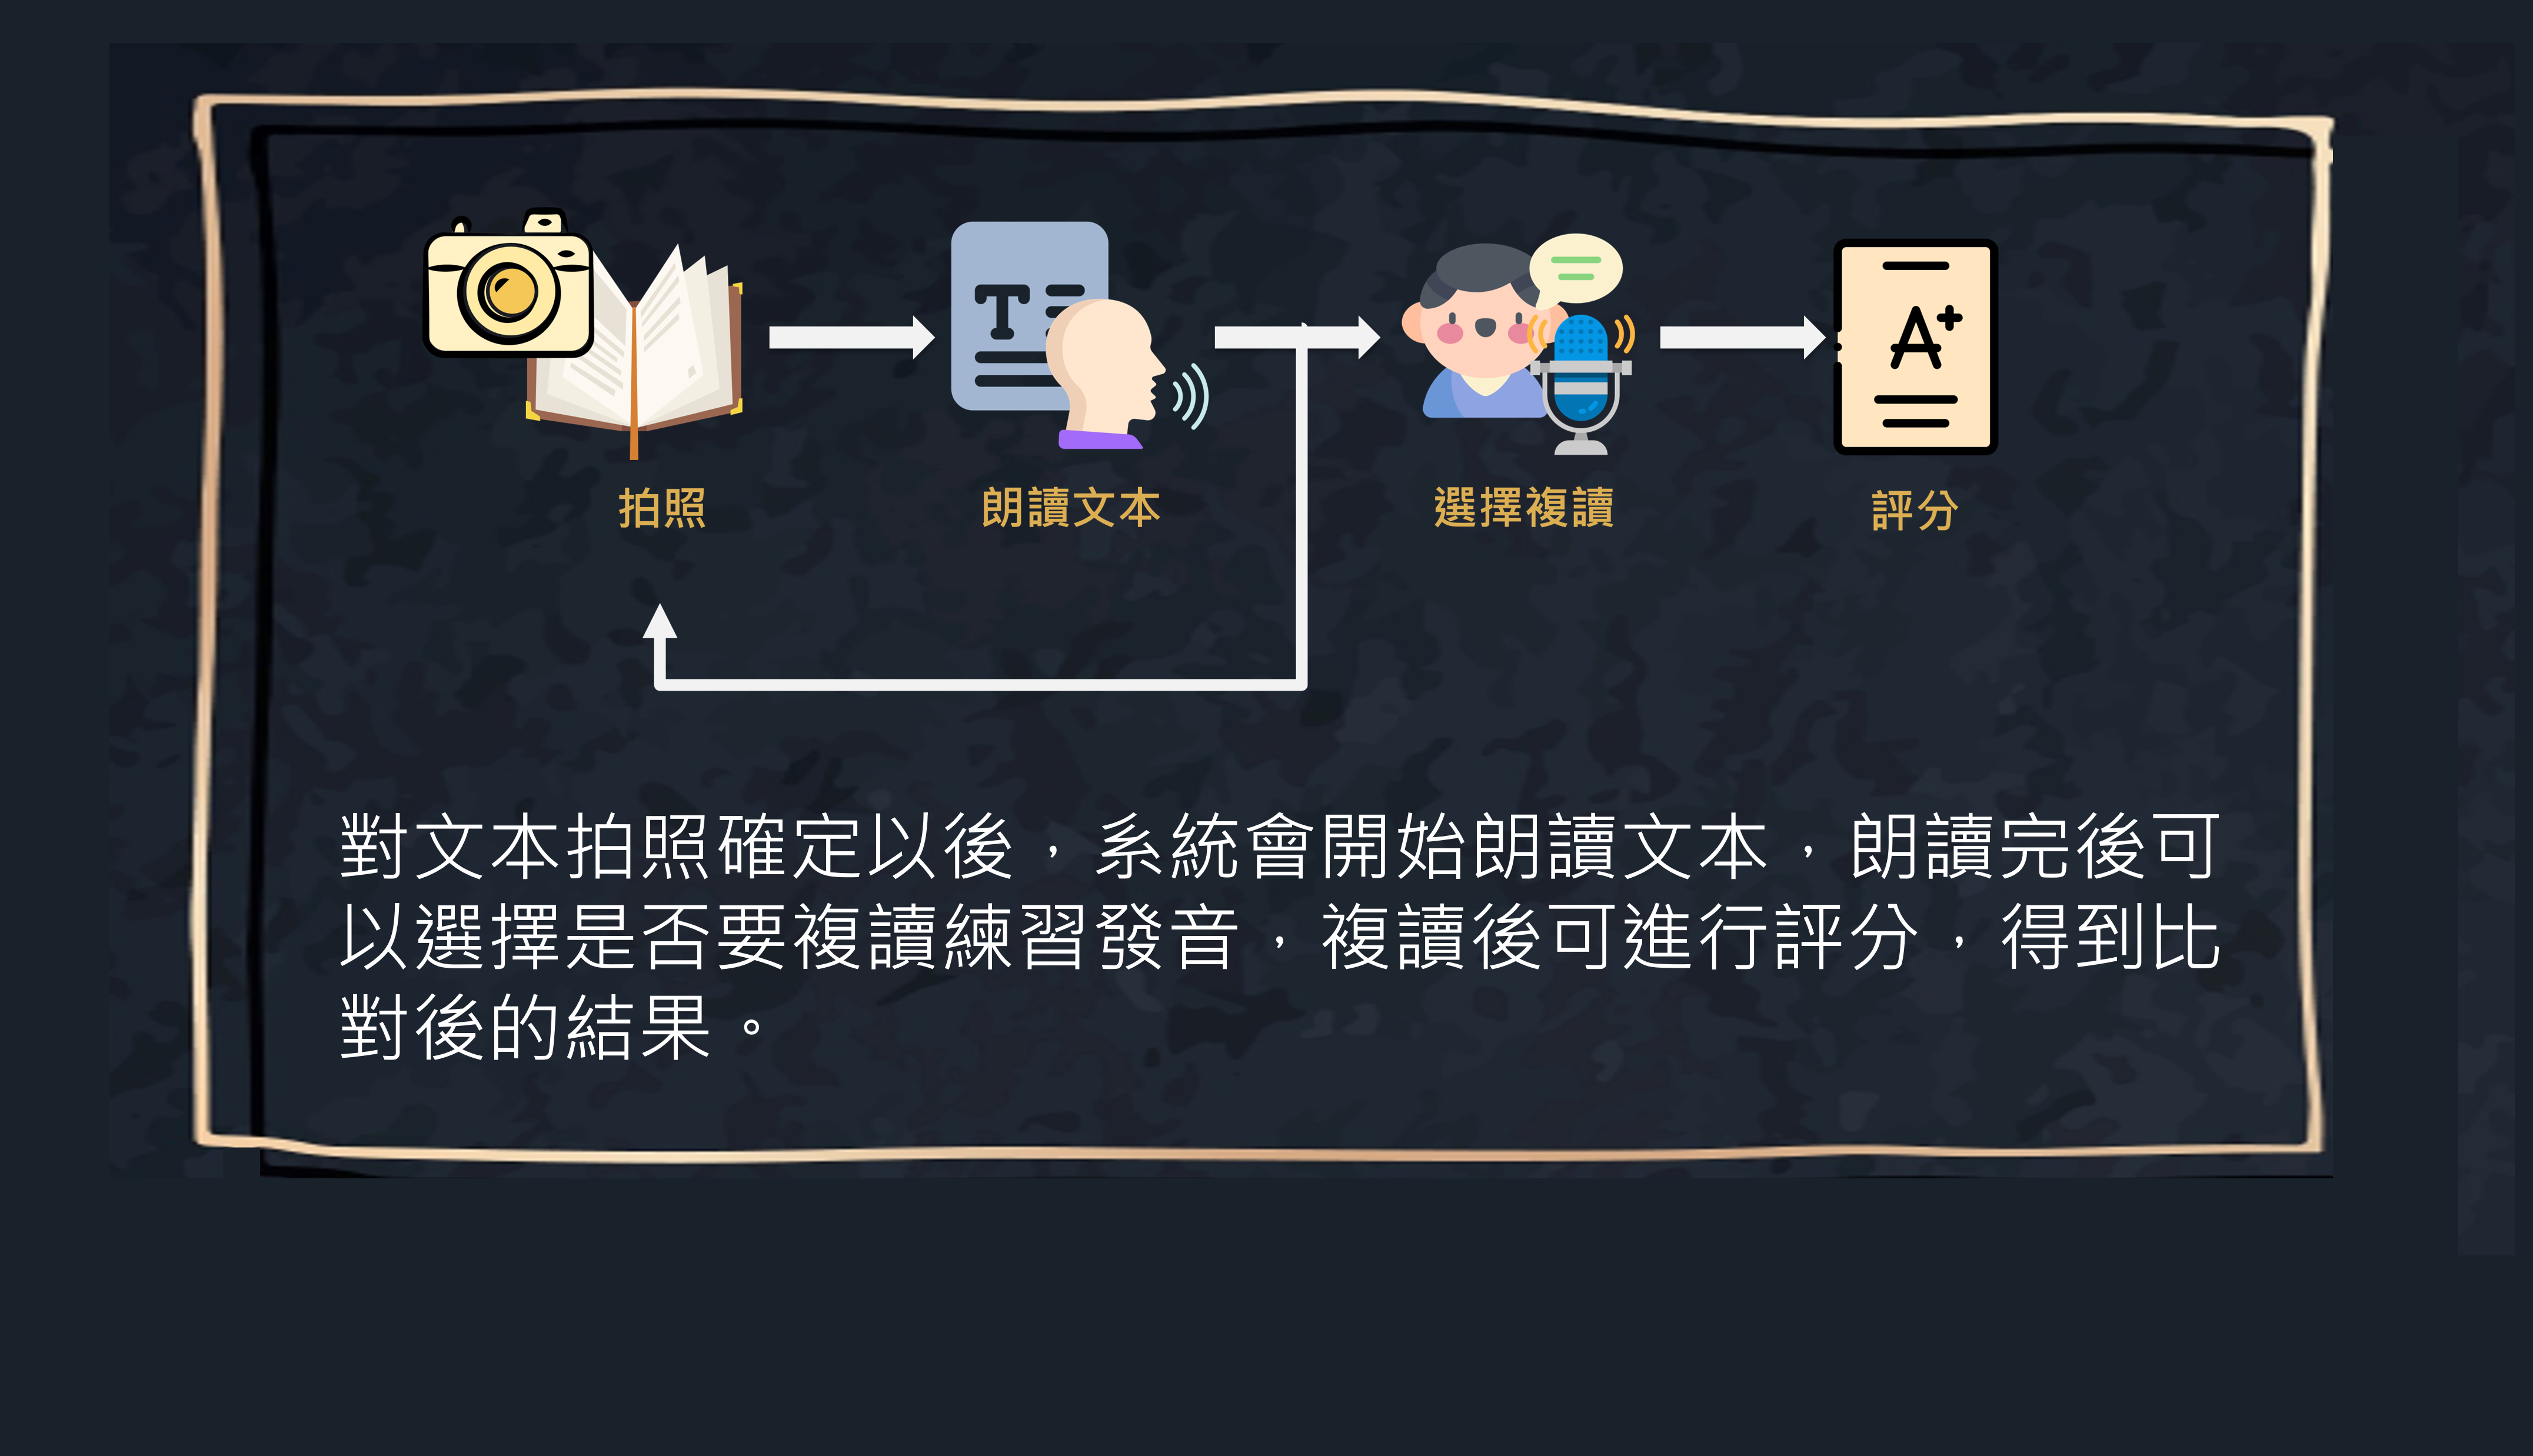 T
A+
拍照
朗讀文本
選擇複讀
評分
對文本拍照確定以後，系統會開始朗讀文本，朗讀完後可
以選擇是否要複讀練習發音，複讀後可進行評分，得到比
對後的結果。